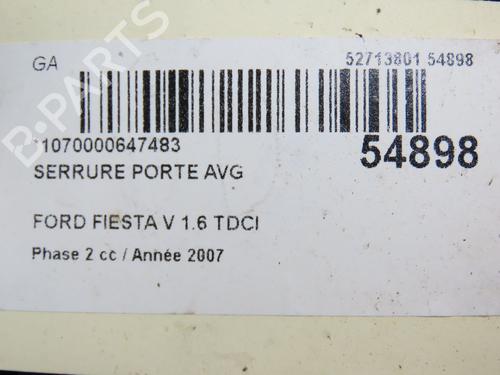 GA
52713801 54898
*1070000647483
54898
SERRURE PORTE AVG
FORD FIESTA V 1.6 TDCI
Phase 2 cc / Année 2007
B-PARTS